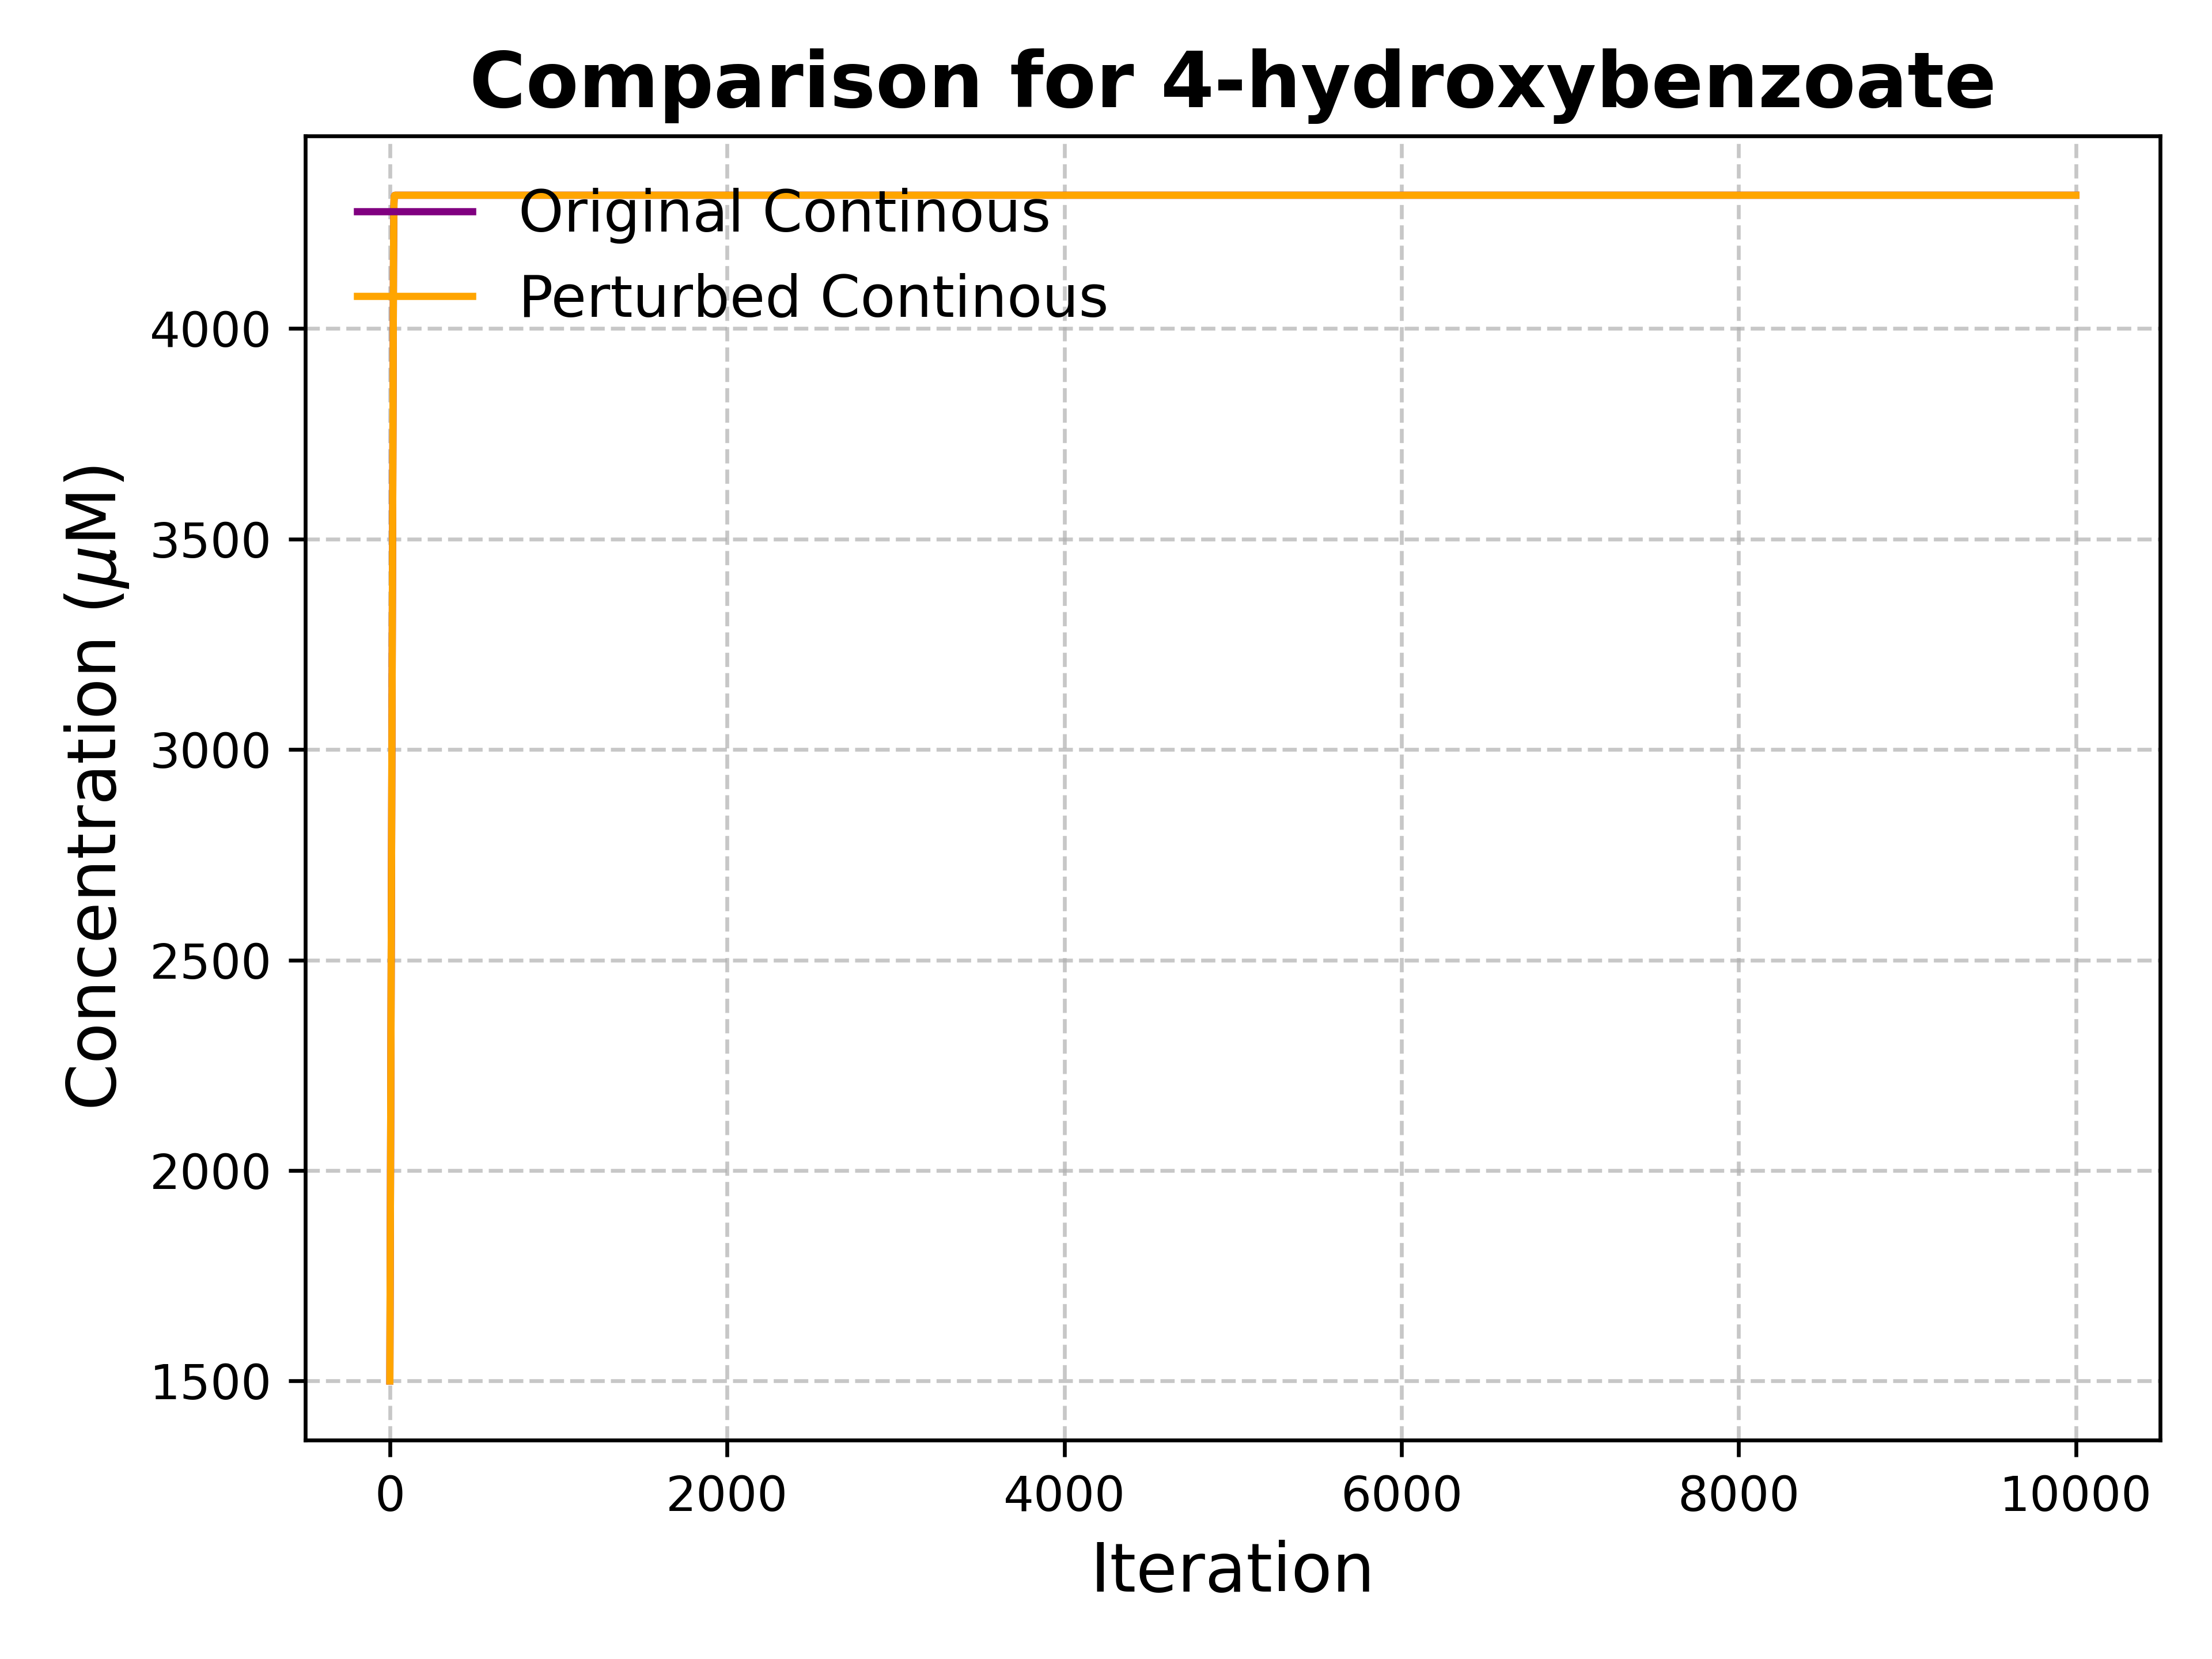 Comparison for 4-hydroxybenzoate
Original Continous
Perturbed Continous
Concentration (μM)
4000
3500
3000
2500
2000
1500
0 2000 4000 6000 8000 10000
Iteration